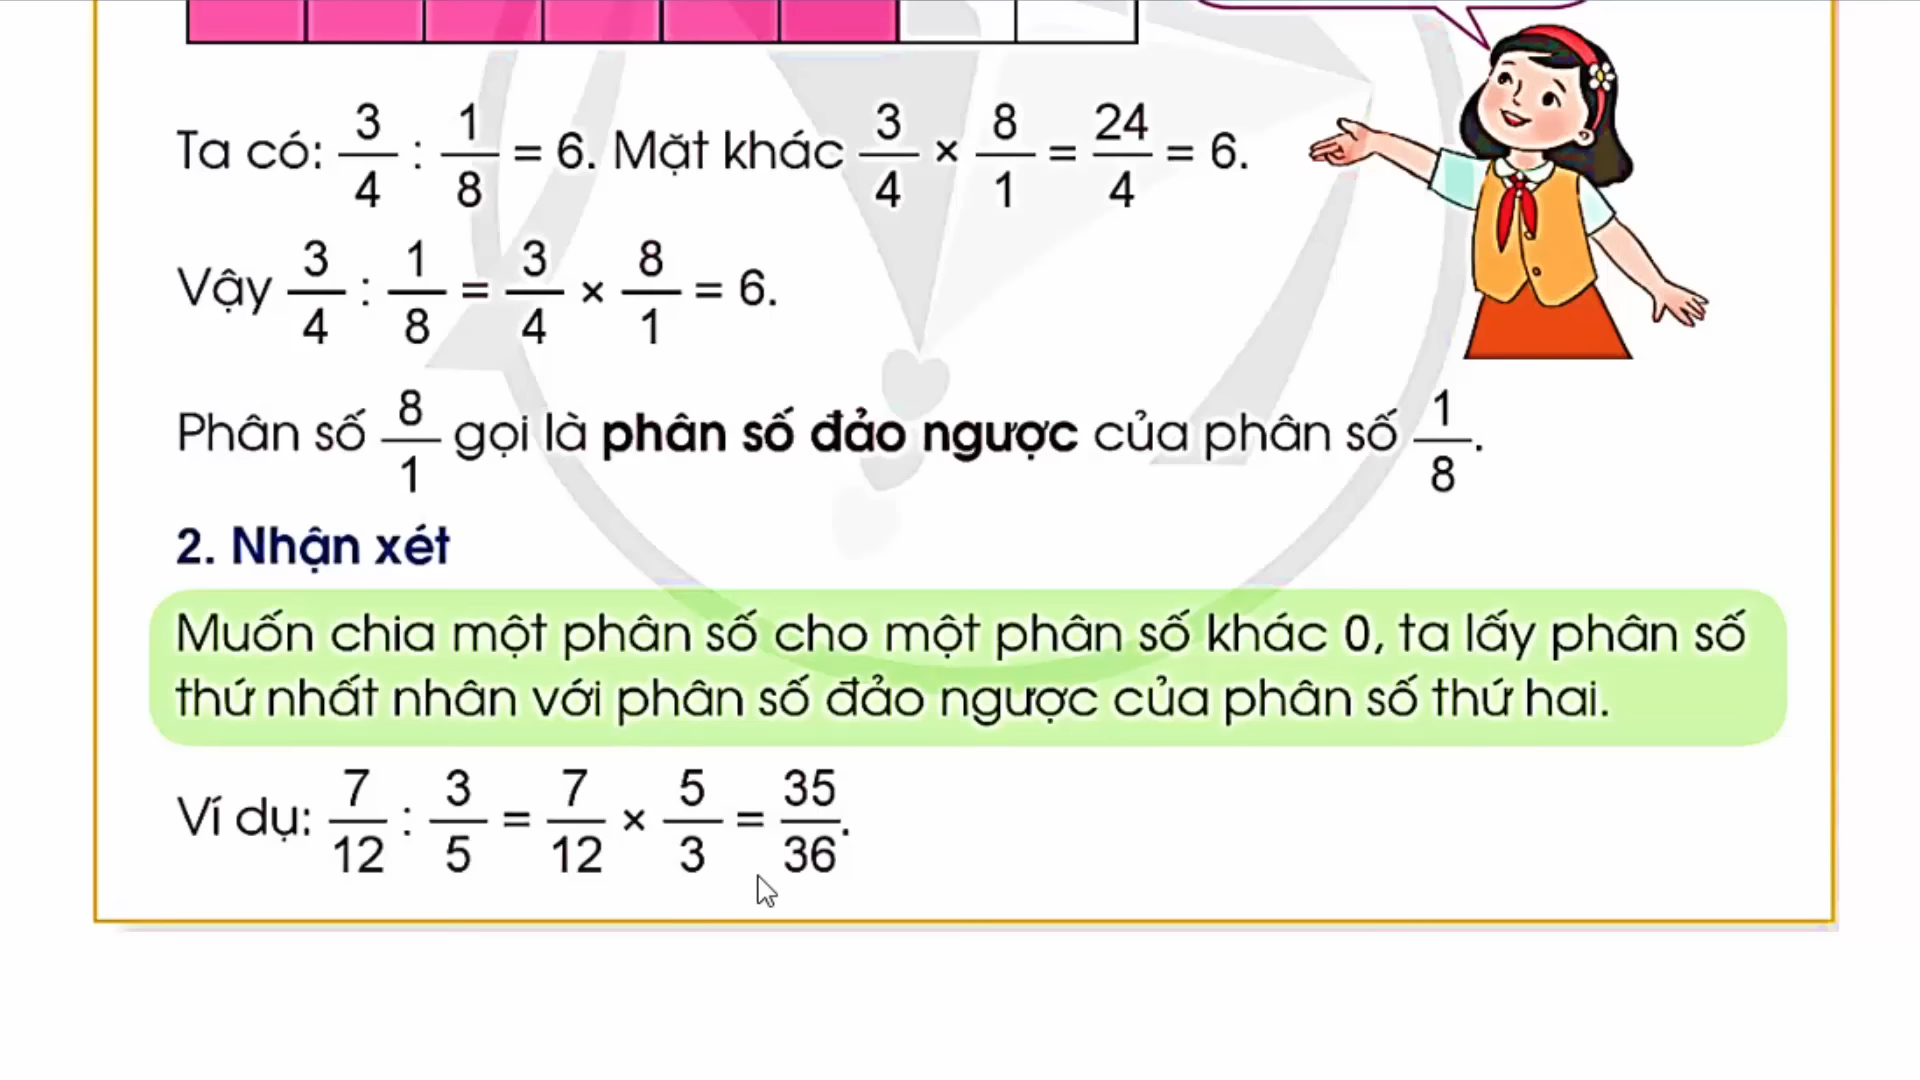 Ta có: 3/4 : 1/8 = 6. Mặt khác 3/4 × 8/1 = 24/4 = 6.
Vậy 3/4 : 1/8 = 3/4 × 8/1 = 6.
Phân số 8/1 gọi là phân số đảo ngược của phân số 1/8.
2. Nhận xét
Muốn chia một phân số cho một phân số khác 0, ta lấy phân số
thứ nhất nhân với phân số đảo ngược của phân số thứ hai.
Ví dụ: 7/12 : 3/5 = 7/12 × 5/3 = 35/36.